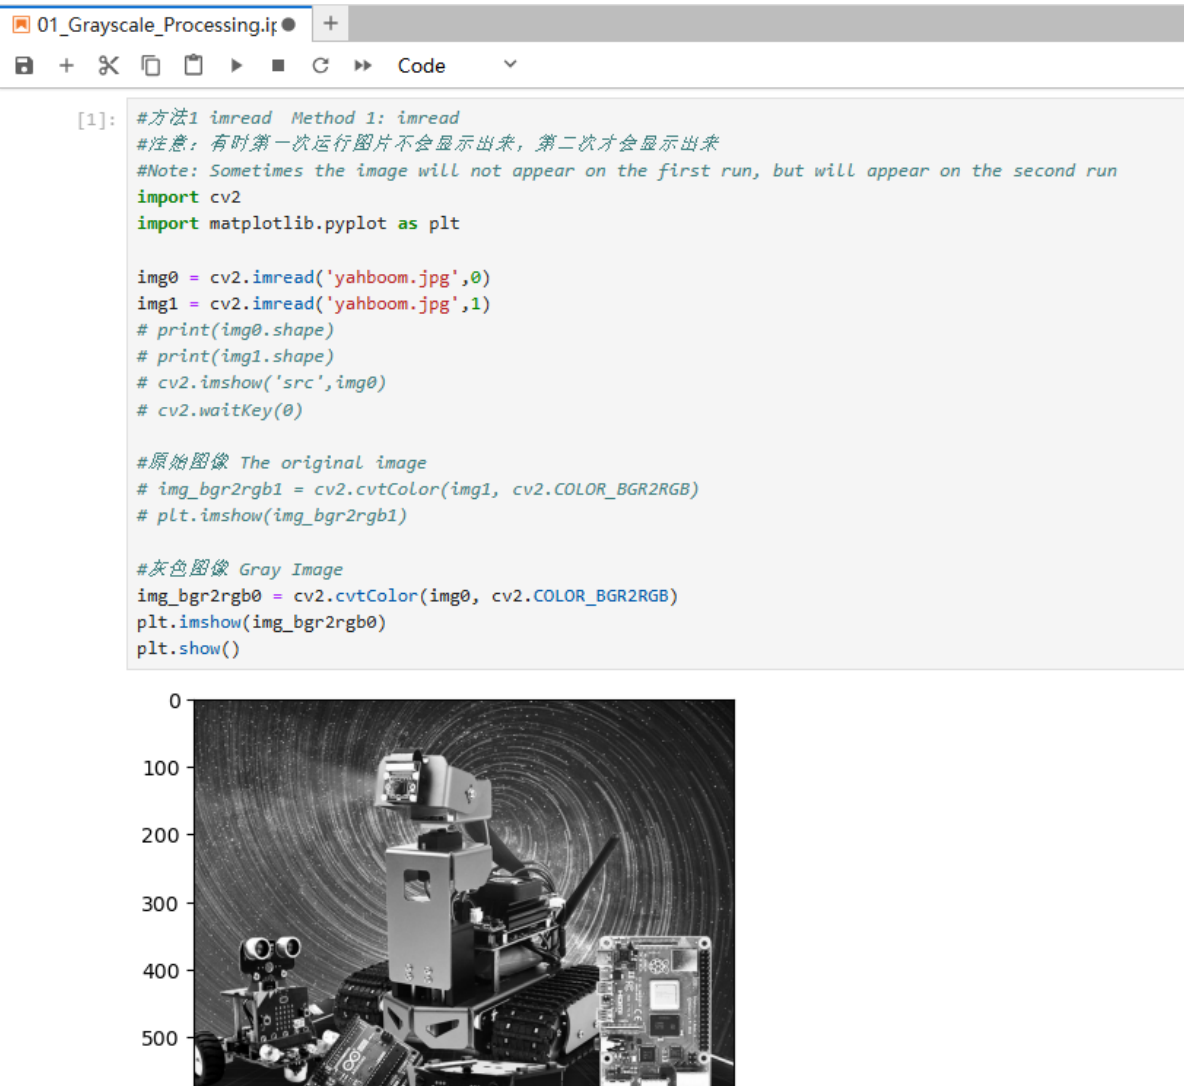 01_Grayscale_Processing.ip
Code
[1]:
#方法1 imread  Method 1: imread
#注意：有时第一次运行图片不会显示出来，第二次才会显示出来
#Note: Sometimes the image will not appear on the first run, but will appear on the second run
import cv2
import matplotlib.pyplot as plt
img0 = cv2.imread('yahboom.jpg',0)
img1 = cv2.imread('yahboom.jpg',1)
# print(img0.shape)
# print(img1.shape)
# cv2.imshow('src',img0)
# cv2.waitKey(0)
#原始图像 The original image
# img_bgr2rgb1 = cv2.cvtColor(img1, cv2.COLOR_BGR2RGB)
# plt.imshow(img_bgr2rgb1)
#灰色图像 Gray Image
img_bgr2rgb0 = cv2.cvtColor(img0, cv2.COLOR_BGR2RGB)
plt.imshow(img_bgr2rgb0)
plt.show()
0
100
200
300
400
500